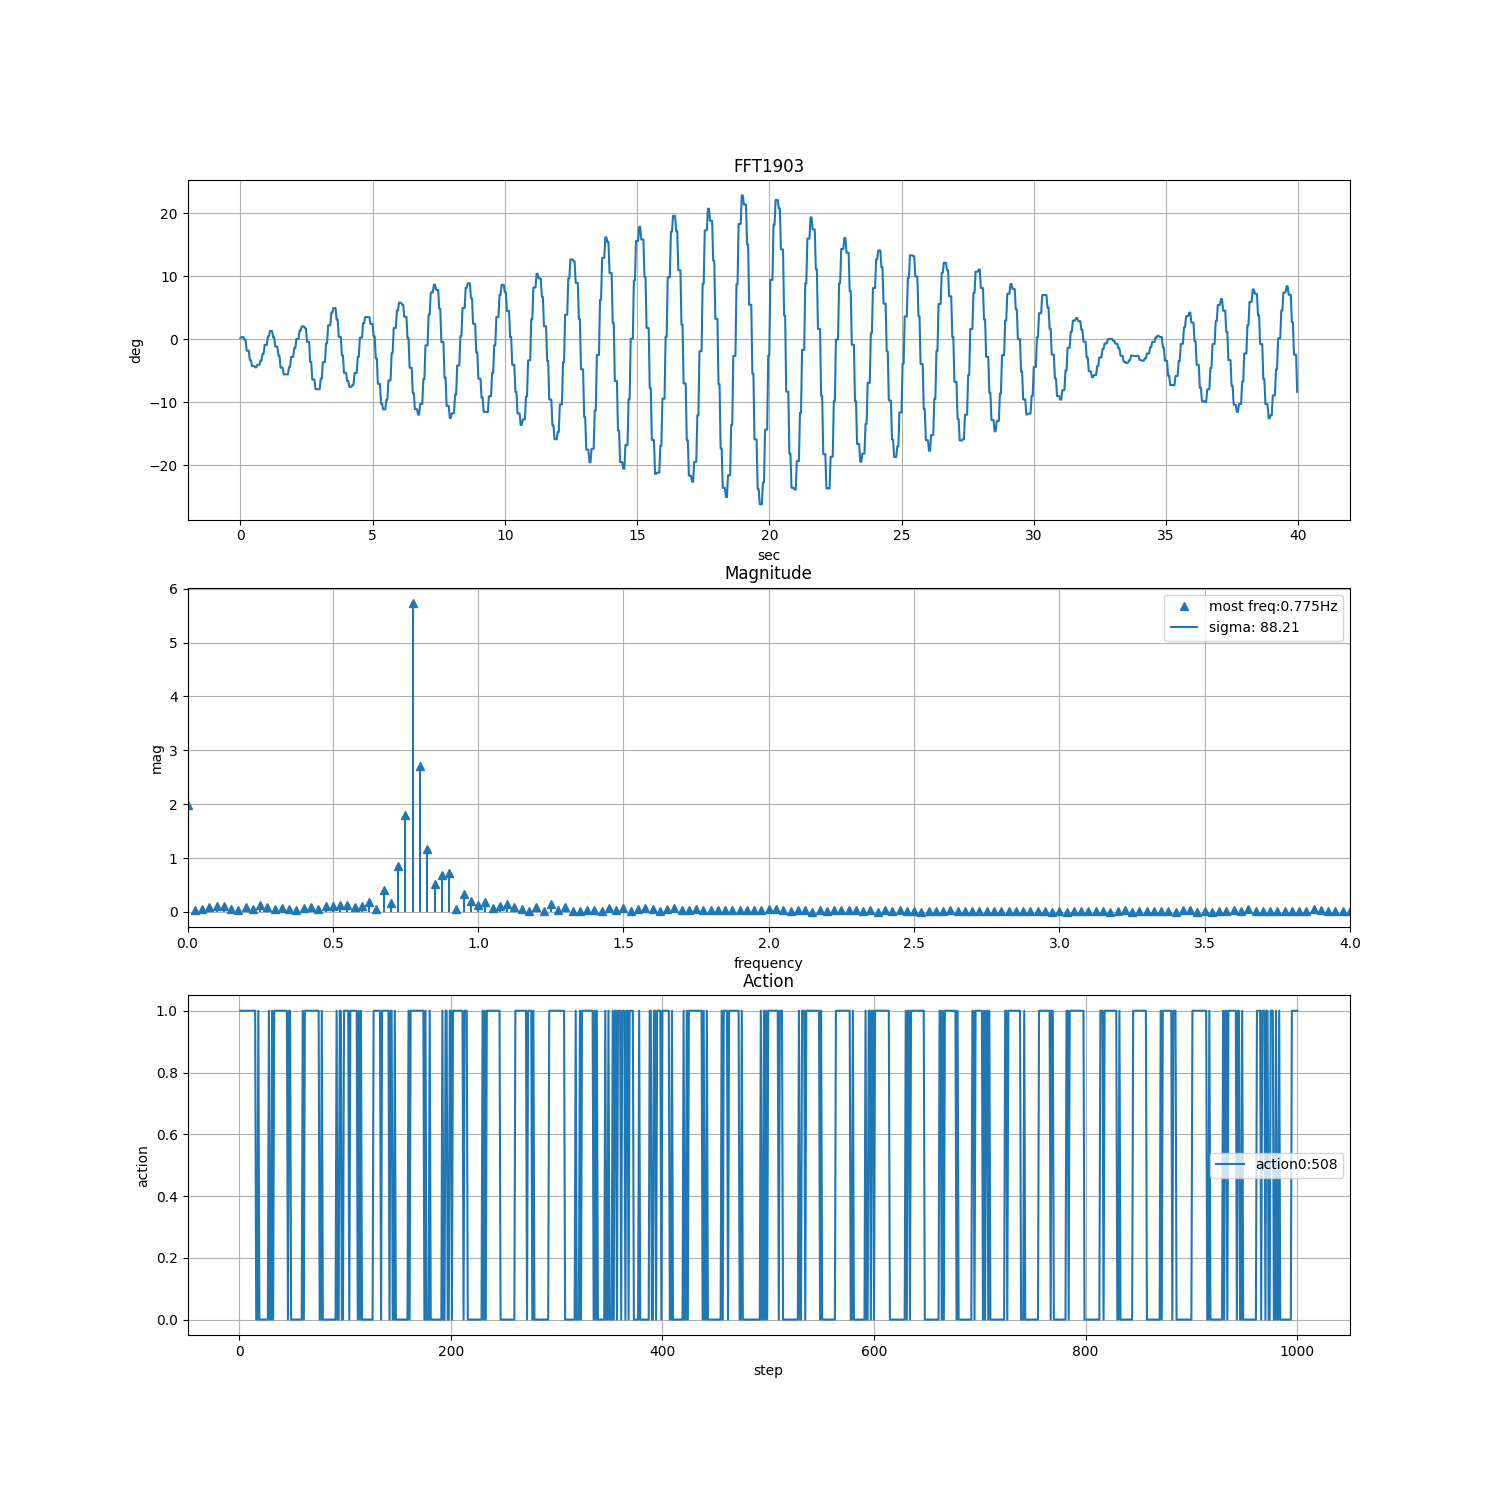 FFT1903
20
10
0
−10
−20
deg
0 5 10 15 20 25 30 35 40
sec
Magnitude
6
5
4
3
2
1
0
mag
most freq:0.775Hz
sigma: 88.21
0.0 0.5 1.0 1.5 2.0 2.5 3.0 3.5 4.0
frequency
Action
1.0
0.8
0.6
0.4
0.2
0.0
action
action0:508
0 200 400 600 800 1000
step